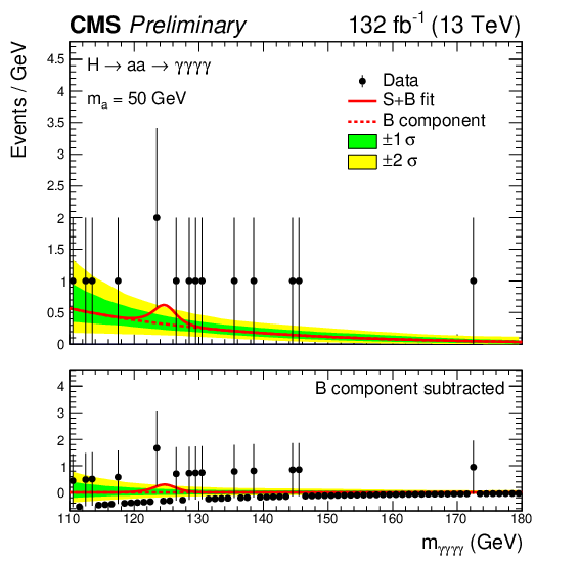 CMS Preliminary 132 fb⁻¹ (13 TeV)
Events / GeV
H → aa → γγγγ
mₐ = 50 GeV
Data
S+B fit
B component
±1 σ
±2 σ
4.5
4
3.5
3
2.5
2
1.5
1
0.5
0
B component subtracted
4
3
2
1
0
110 120 130 140 150 160 170 180
m_γγγγ (GeV)